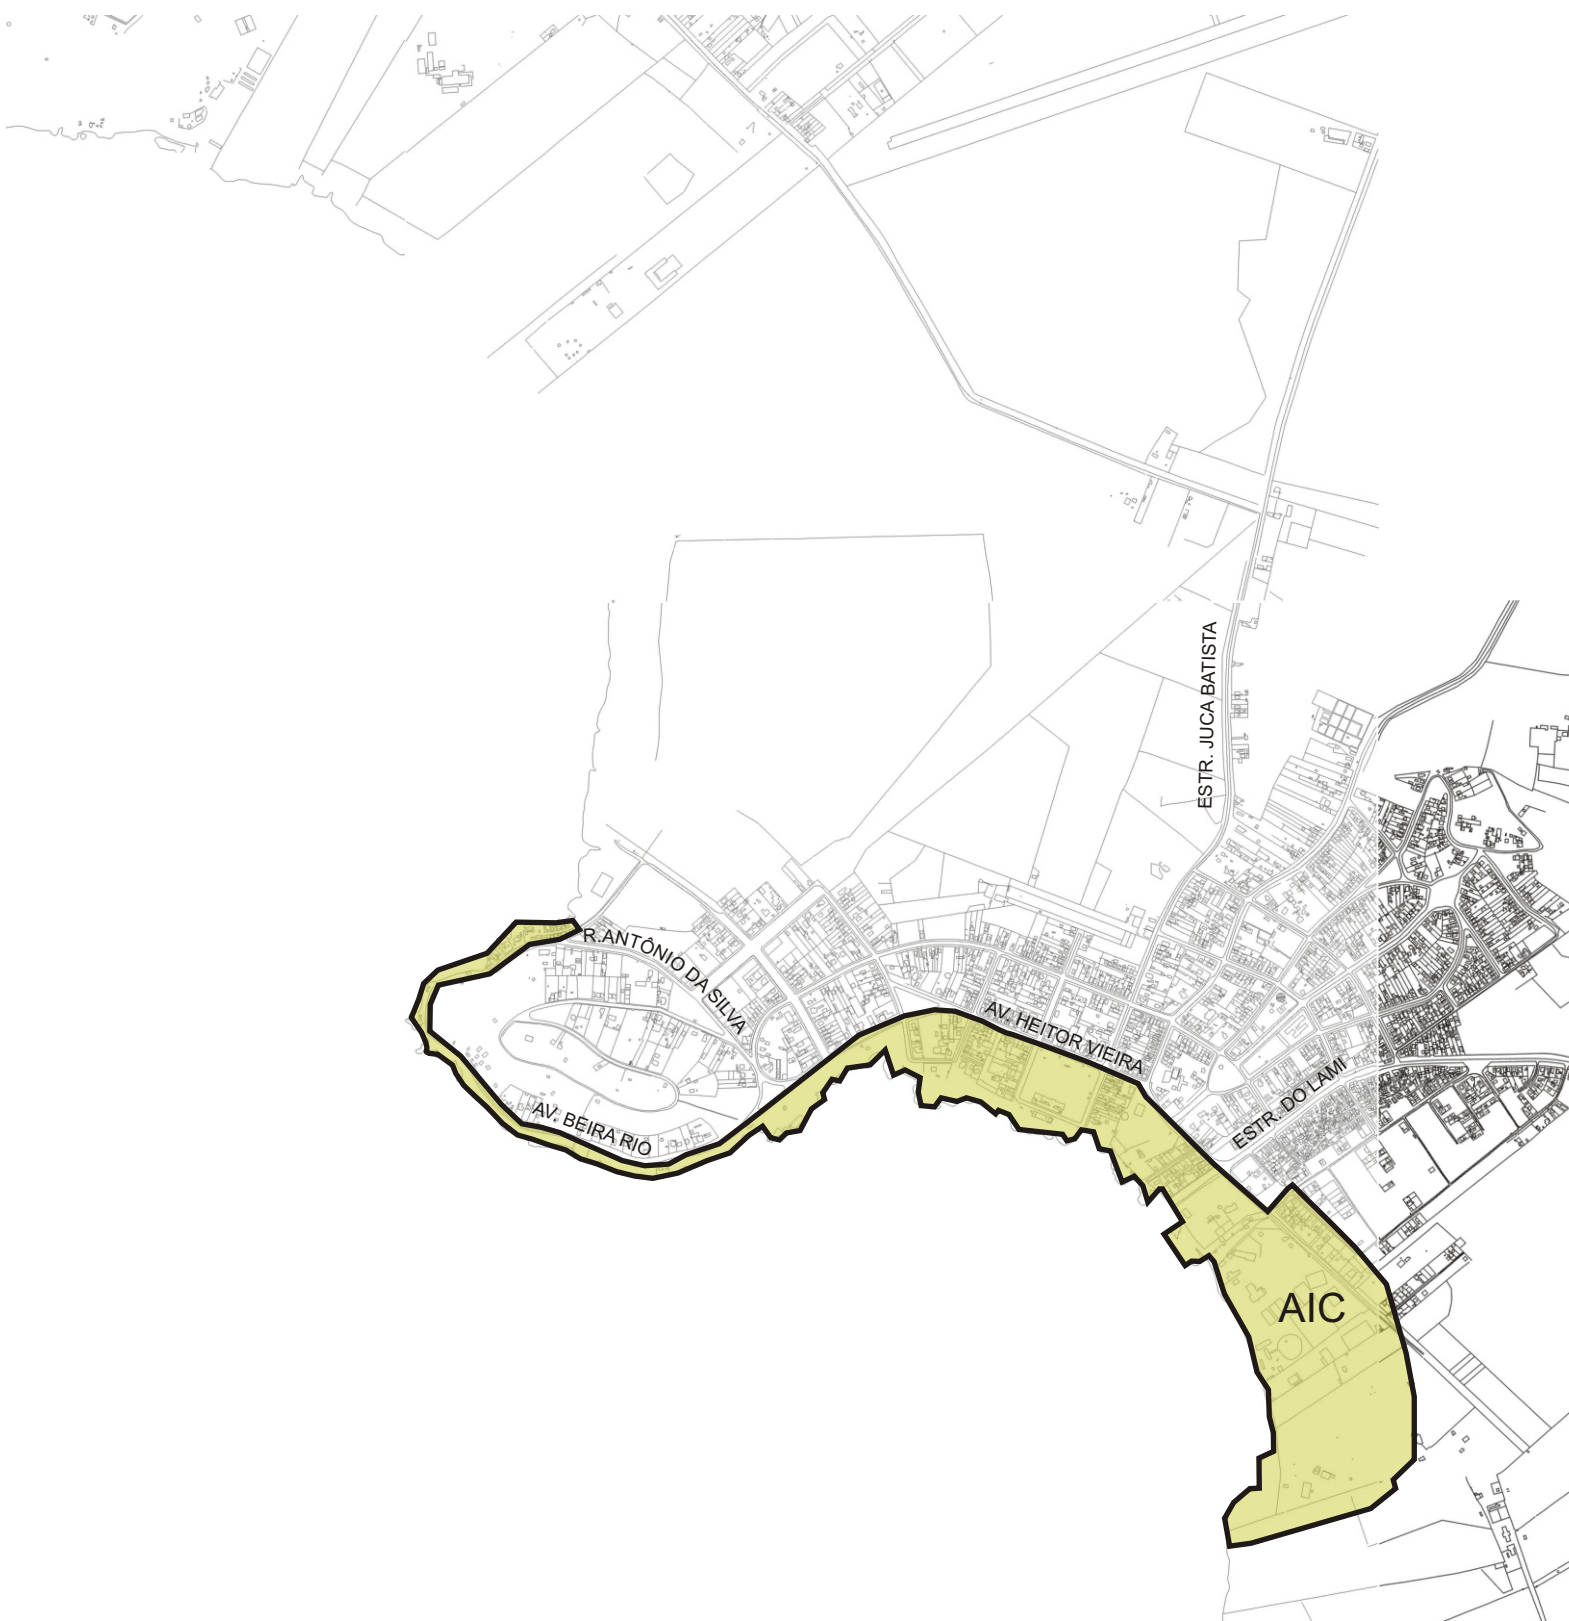 ESTR. JUCA BATISTA
R.ANTÔNIO DA SILVA
AV. HEITOR VIEIRA
ESTR. DO LAMI
AV. BEIRA RIO
AIC